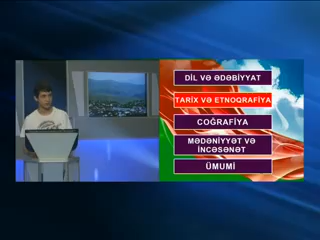 DİL VƏ ƏDƏBİYYAT
TARİX VƏ ETNOQRAFİYA
COĞRAFİYA
MƏDƏNİYYƏT VƏ
İNCƏSƏNƏT
ÜMUMİ